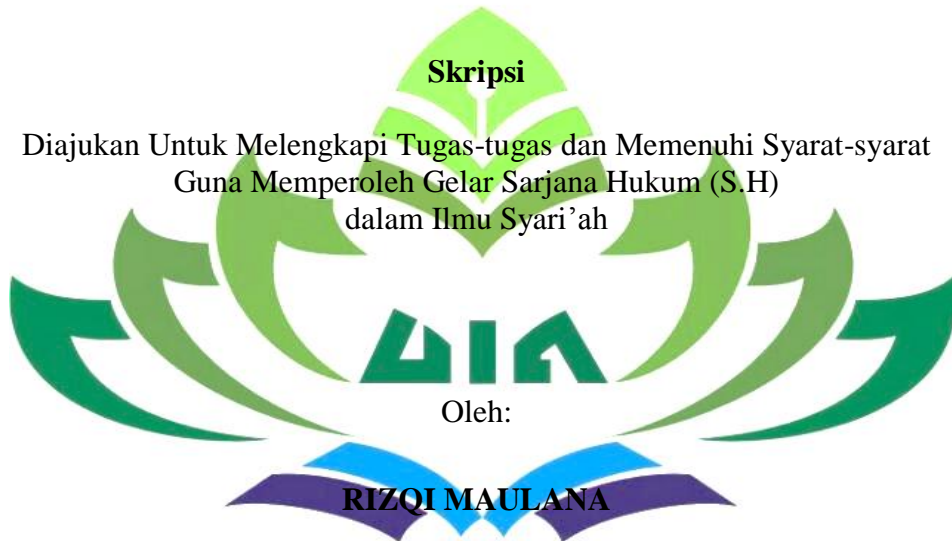 Skripsi
Diajukan Untuk Melengkapi Tugas-tugas dan Memenuhi Syarat-syarat
Guna Memperoleh Gelar Sarjana Hukum (S.H)
dalam Ilmu Syari’ah
UIN
Oleh:
RIZQI MAULANA